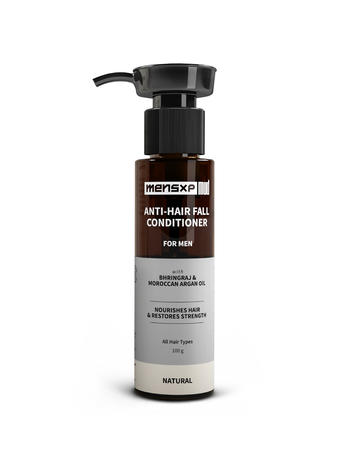 mensxp mud
ANTI-HAIR FALL
CONDITIONER
FOR MEN
with
BHRINGRAJ &
MOROCCAN ARGAN OIL
NOURISHES HAIR
& RESTORES STRENGTH
All Hair Types
100 g
NATURAL